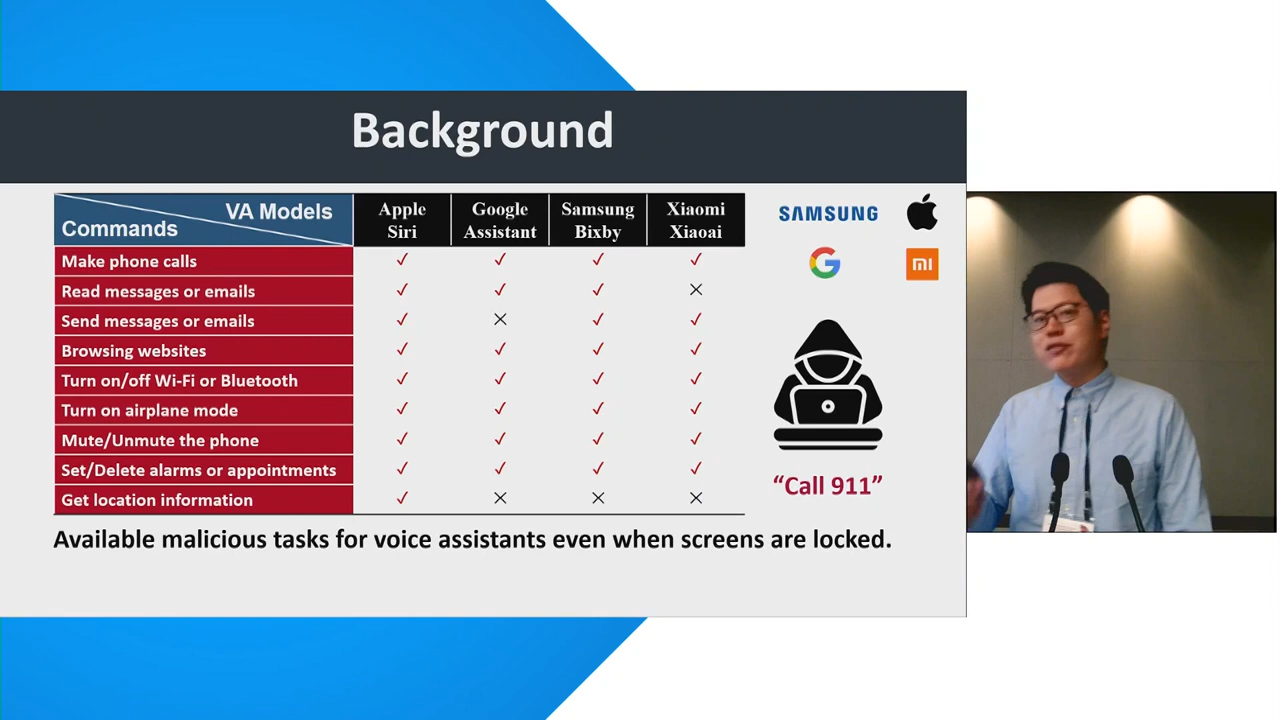 Background
VA Models
Commands
Apple Siri
Google Assistant
Samsung Bixby
Xiaomi Xiaoai
Make phone calls ✓ ✓ ✓ ✓
Read messages or emails ✓ ✓ ✓ ×
Send messages or emails ✓ × ✓ ✓
Browsing websites ✓ ✓ ✓ ✓
Turn on/off Wi-Fi or Bluetooth ✓ ✓ ✓ ✓
Turn on airplane mode ✓ ✓ ✓ ✓
Mute/Unmute the phone ✓ ✓ ✓ ✓
Set/Delete alarms or appointments ✓ ✓ ✓ ✓
Get location information ✓ × × ×
SAMSUNG
G
mi
“Call 911”
Available malicious tasks for voice assistants even when screens are locked.